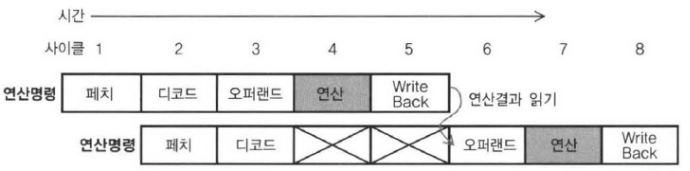 시간
사이클 1 2 3 4 5 6 7 8
연산명령 페치 디코드 오퍼랜드 연산 Write Back 연산결과 읽기
연산명령 페치 디코드 오퍼랜드 연산 Write Back